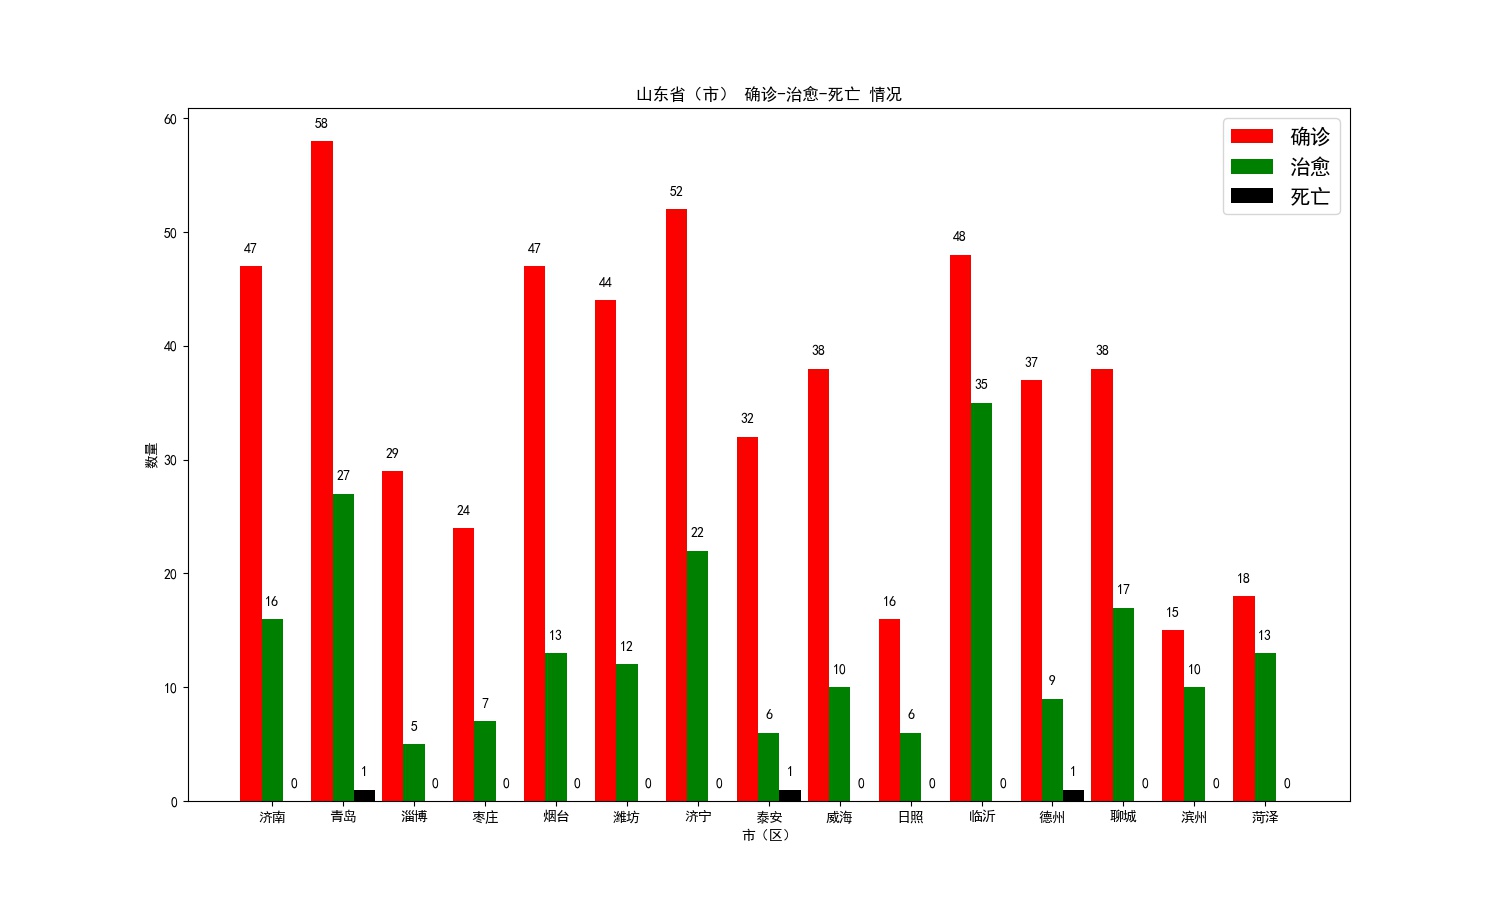 山东省（市） 确诊-治愈-死亡 情况
确诊
治愈
死亡
数量
60
50
40
30
20
10
0
47 16 0
58 27 1
29 5 0
24 7 0
47 13 0
44 12 0
52 22 0
32 6 1
38 10 0
16 6 0
48 35 0
37 9 1
38 17 0
15 10 0
18 13 0
济南 青岛 淄博 枣庄 烟台 潍坊 济宁 泰安 威海 日照 临沂 德州 聊城 滨州 菏泽
市（区）